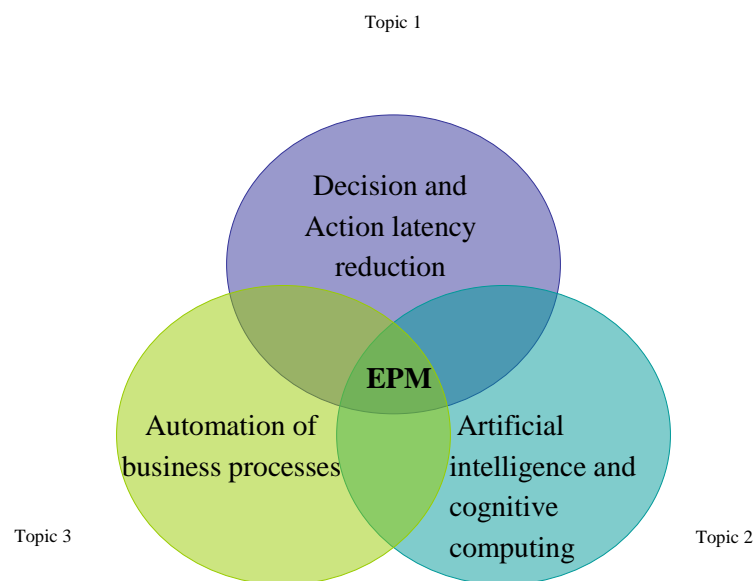 Topic 1
Decision and
Action latency
reduction
EPM
Automation of
business processes
Artificial
intelligence and
cognitive
computing
Topic 3
Topic 2